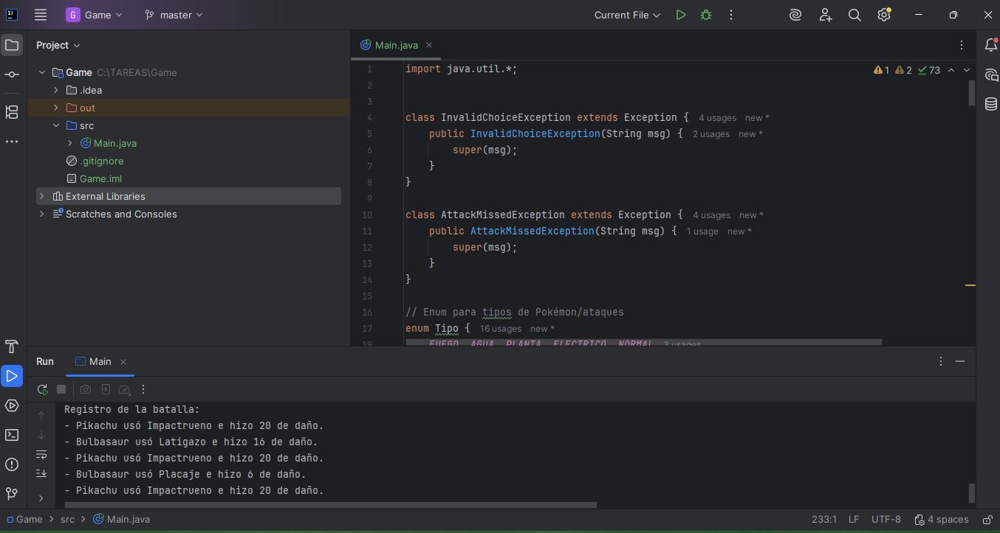 G Game master Current File
Project
Main.java
Game C:\TAREAS\Game
.idea
out
src
Main.java
.gitignore
Game.iml
External Libraries
Scratches and Consoles
1 2 73
1 import java.util.*;
2
3
4 class InvalidChoiceException extends Exception { 4 usages new *
5 public InvalidChoiceException(String msg) { 2 usages new *
6 super(msg);
7 }
8 }
9
10 class AttackMissedException extends Exception { 4 usages new *
11 public AttackMissedException(String msg) { 1 usage new *
12 super(msg);
13 }
14 }
15
16 // Enum para tipos de Pokémon/ataques
17 enum Tipo { 16 usages new *
18 FUEGO, AGUA, PLANTA, ELECTRICO, NORMAL 3 usages
Run Main
Registro de la batalla:
- Pikachu usó Impactrueno e hizo 20 de daño.
- Bulbasaur usó Latigazo e hizo 16 de daño.
- Pikachu usó Impactrueno e hizo 20 de daño.
- Bulbasaur usó Placaje e hizo 6 de daño.
- Pikachu usó Impactrueno e hizo 20 de daño.
Game > src > Main.java 233:1 LF UTF-8 4 spaces